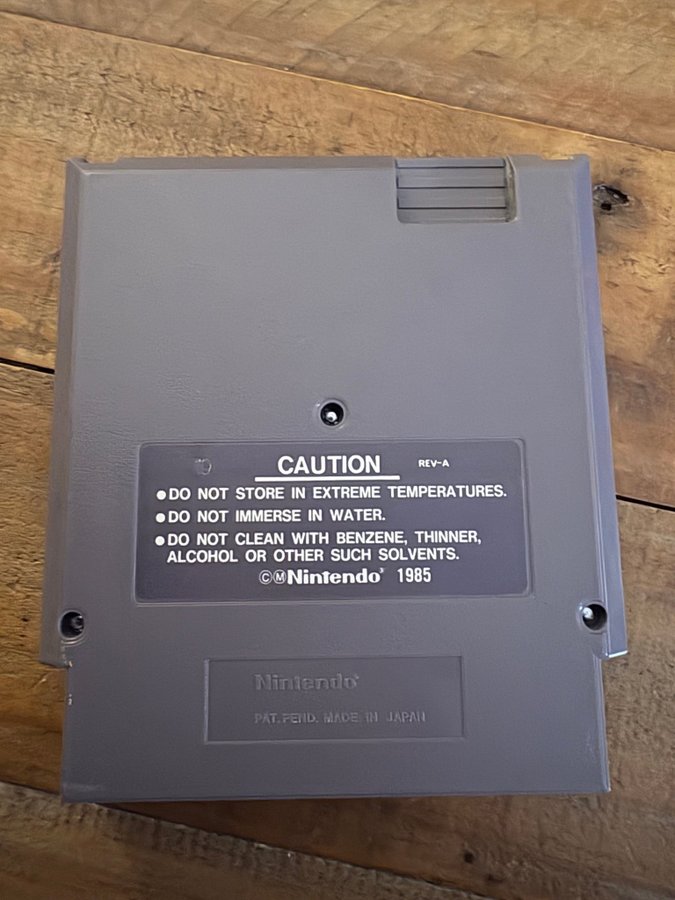 CAUTION REV-A
●DO NOT STORE IN EXTREME TEMPERATURES.
●DO NOT IMMERSE IN WATER.
●DO NOT CLEAN WITH BENZENE, THINNER,
ALCOHOL OR OTHER SUCH SOLVENTS.
©ⓂNintendo® 1985
Nintendo®
PAT. PEND. MADE IN JAPAN